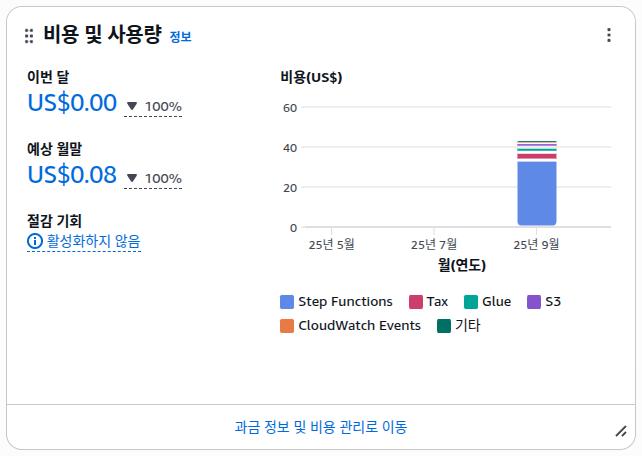 비용 및 사용량 정보
이번 달
US$0.00 ▼ 100%
예상 월말
US$0.08 ▼ 100%
절감 기회
활성화하지 않음
비용(US$)
60
40
20
0
25년 5월 25년 7월 25년 9월
월(연도)
Step Functions Tax Glue S3
CloudWatch Events 기타
과금 정보 및 비용 관리로 이동